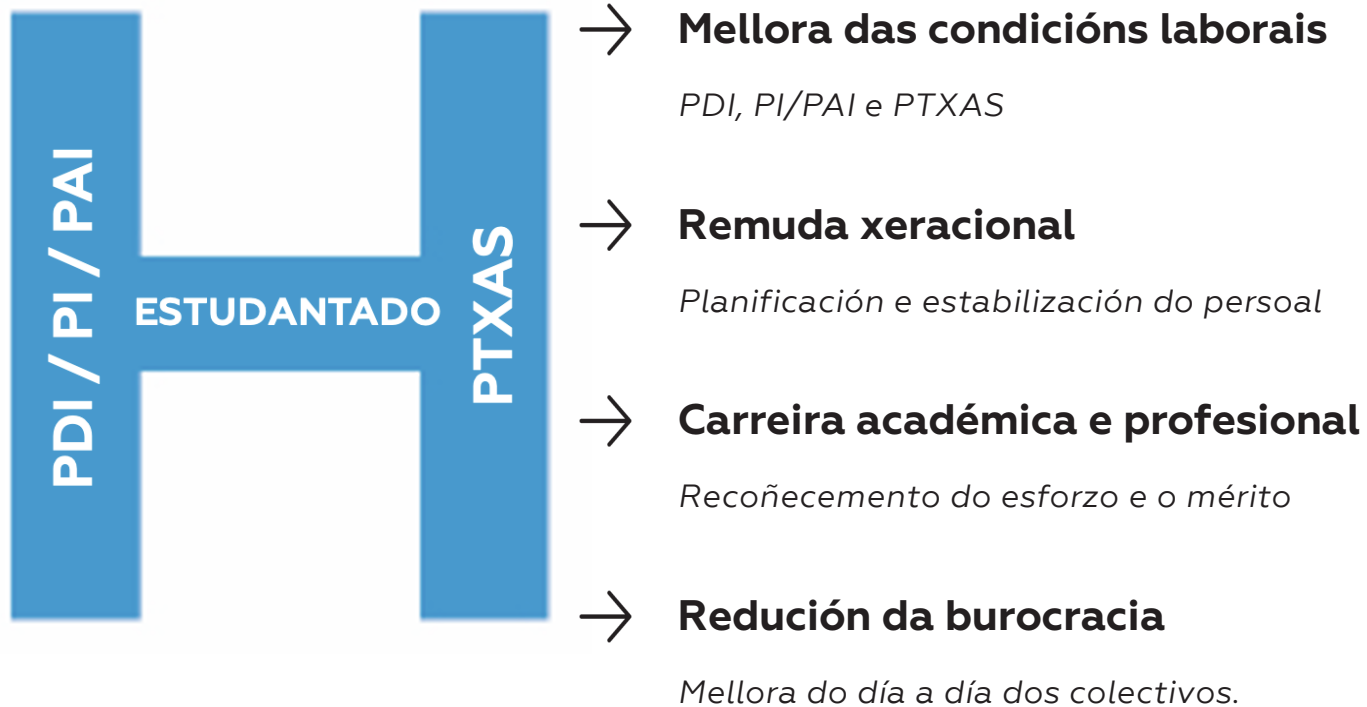 PDI / PI / PAI
ESTUDANTADO
PTXAS
Mellora das condicións laborais
PDI, PI/PAI e PTXAS
Remuda xeracional
Planificación e estabilización do persoal
Carreira académica e profesional
Recoñecemento do esforzo e o mérito
Redución da burocracia
Mellora do día a día dos colectivos.